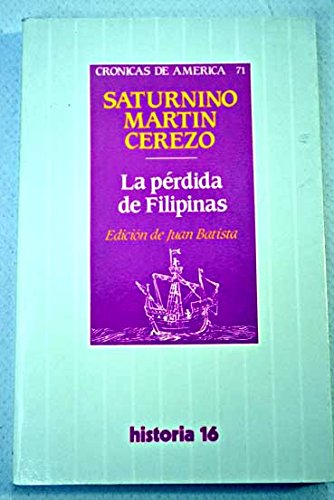 CRONICAS DE AMERICA 71
SATURNINO
MARTIN
CEREZO
La pérdida
de Filipinas
Edición de Juan Batista
historia 16